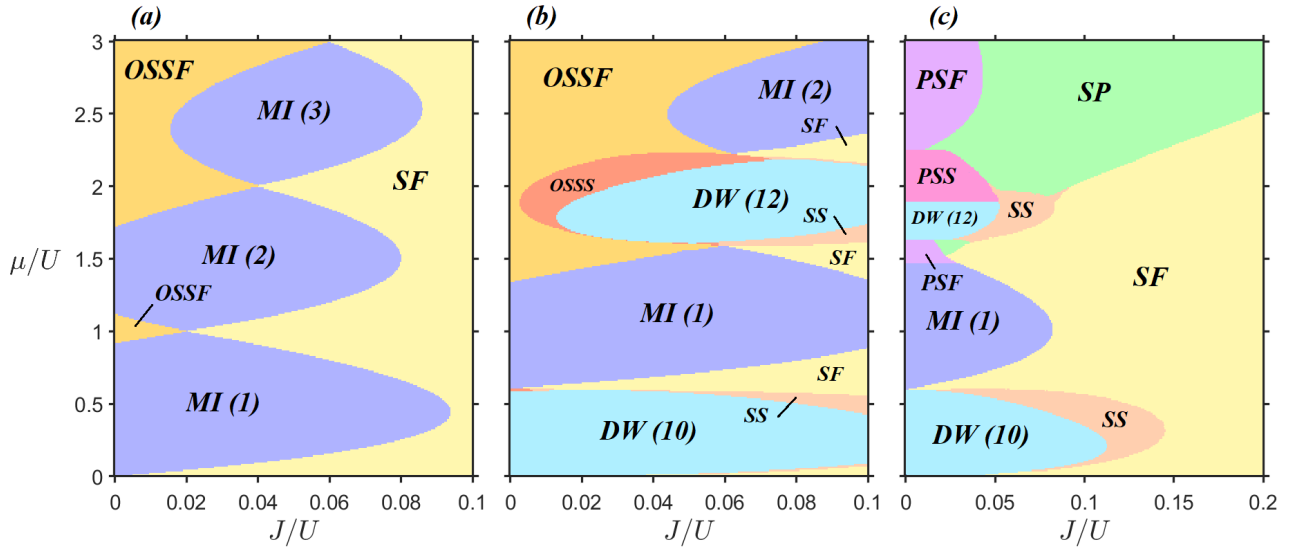 (a)
(b)
(c)
3
2.5
2
1.5
1
0.5
0
μ/U
OSSF
MI (3)
SF
MI (2)
OSSF
MI (1)
0
0.02
0.04
0.06
0.08
0.1
J/U
OSSF
MI (2)
SF
OSSS
DW (12)
SS
SF
MI (1)
SF
SS
DW (10)
0
0.02
0.04
0.06
0.08
0.1
J/U
PSF
SP
PSS
DW (12)
SS
PSF
SF
MI (1)
SS
DW (10)
0
0.05
0.1
0.15
0.2
J/U